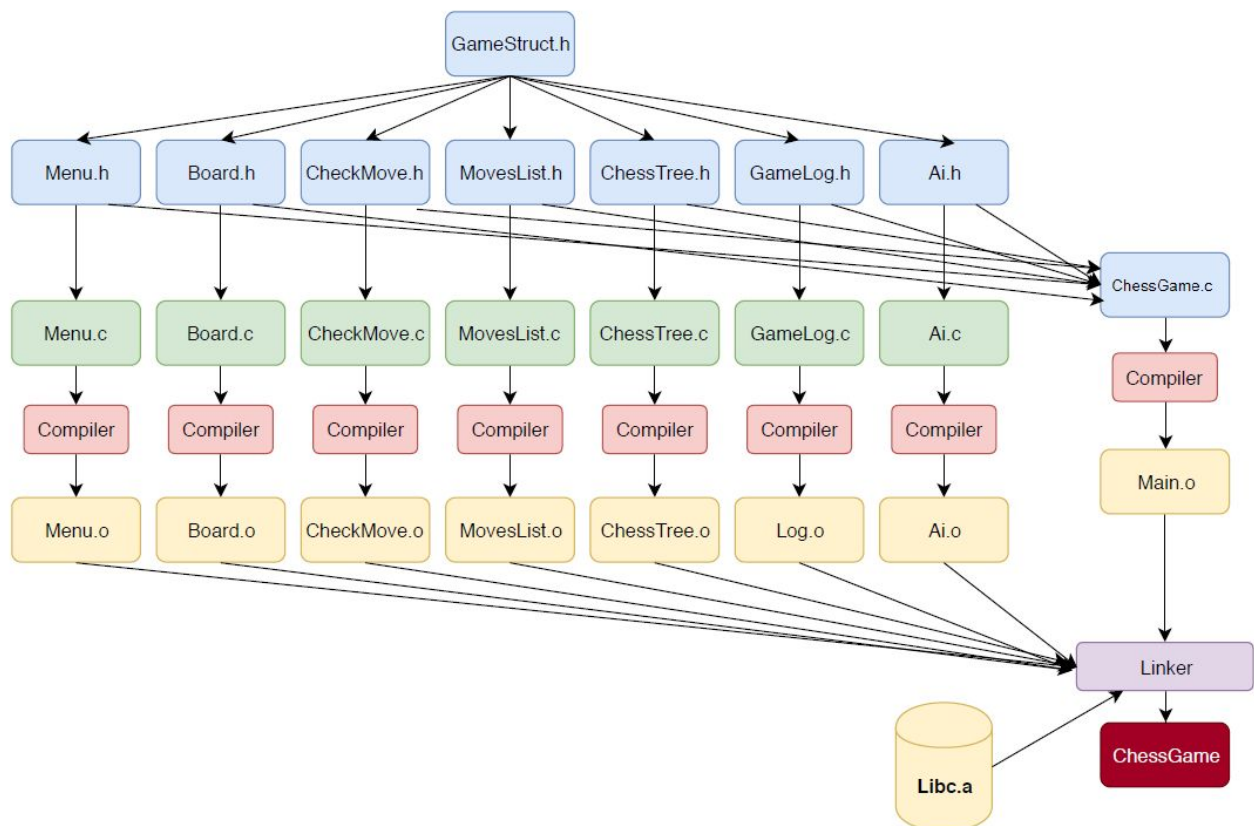 GameStruct.h
Menu.h
Board.h
CheckMove.h
MovesList.h
ChessTree.h
GameLog.h
Ai.h
ChessGame.c
Menu.c
Board.c
CheckMove.c
MovesList.c
ChessTree.c
GameLog.c
Ai.c
Compiler
Compiler
Compiler
Compiler
Compiler
Compiler
Compiler
Compiler
Menu.o
Board.o
CheckMove.o
MovesList.o
ChessTree.o
Log.o
Ai.o
Main.o
Linker
Libc.a
ChessGame